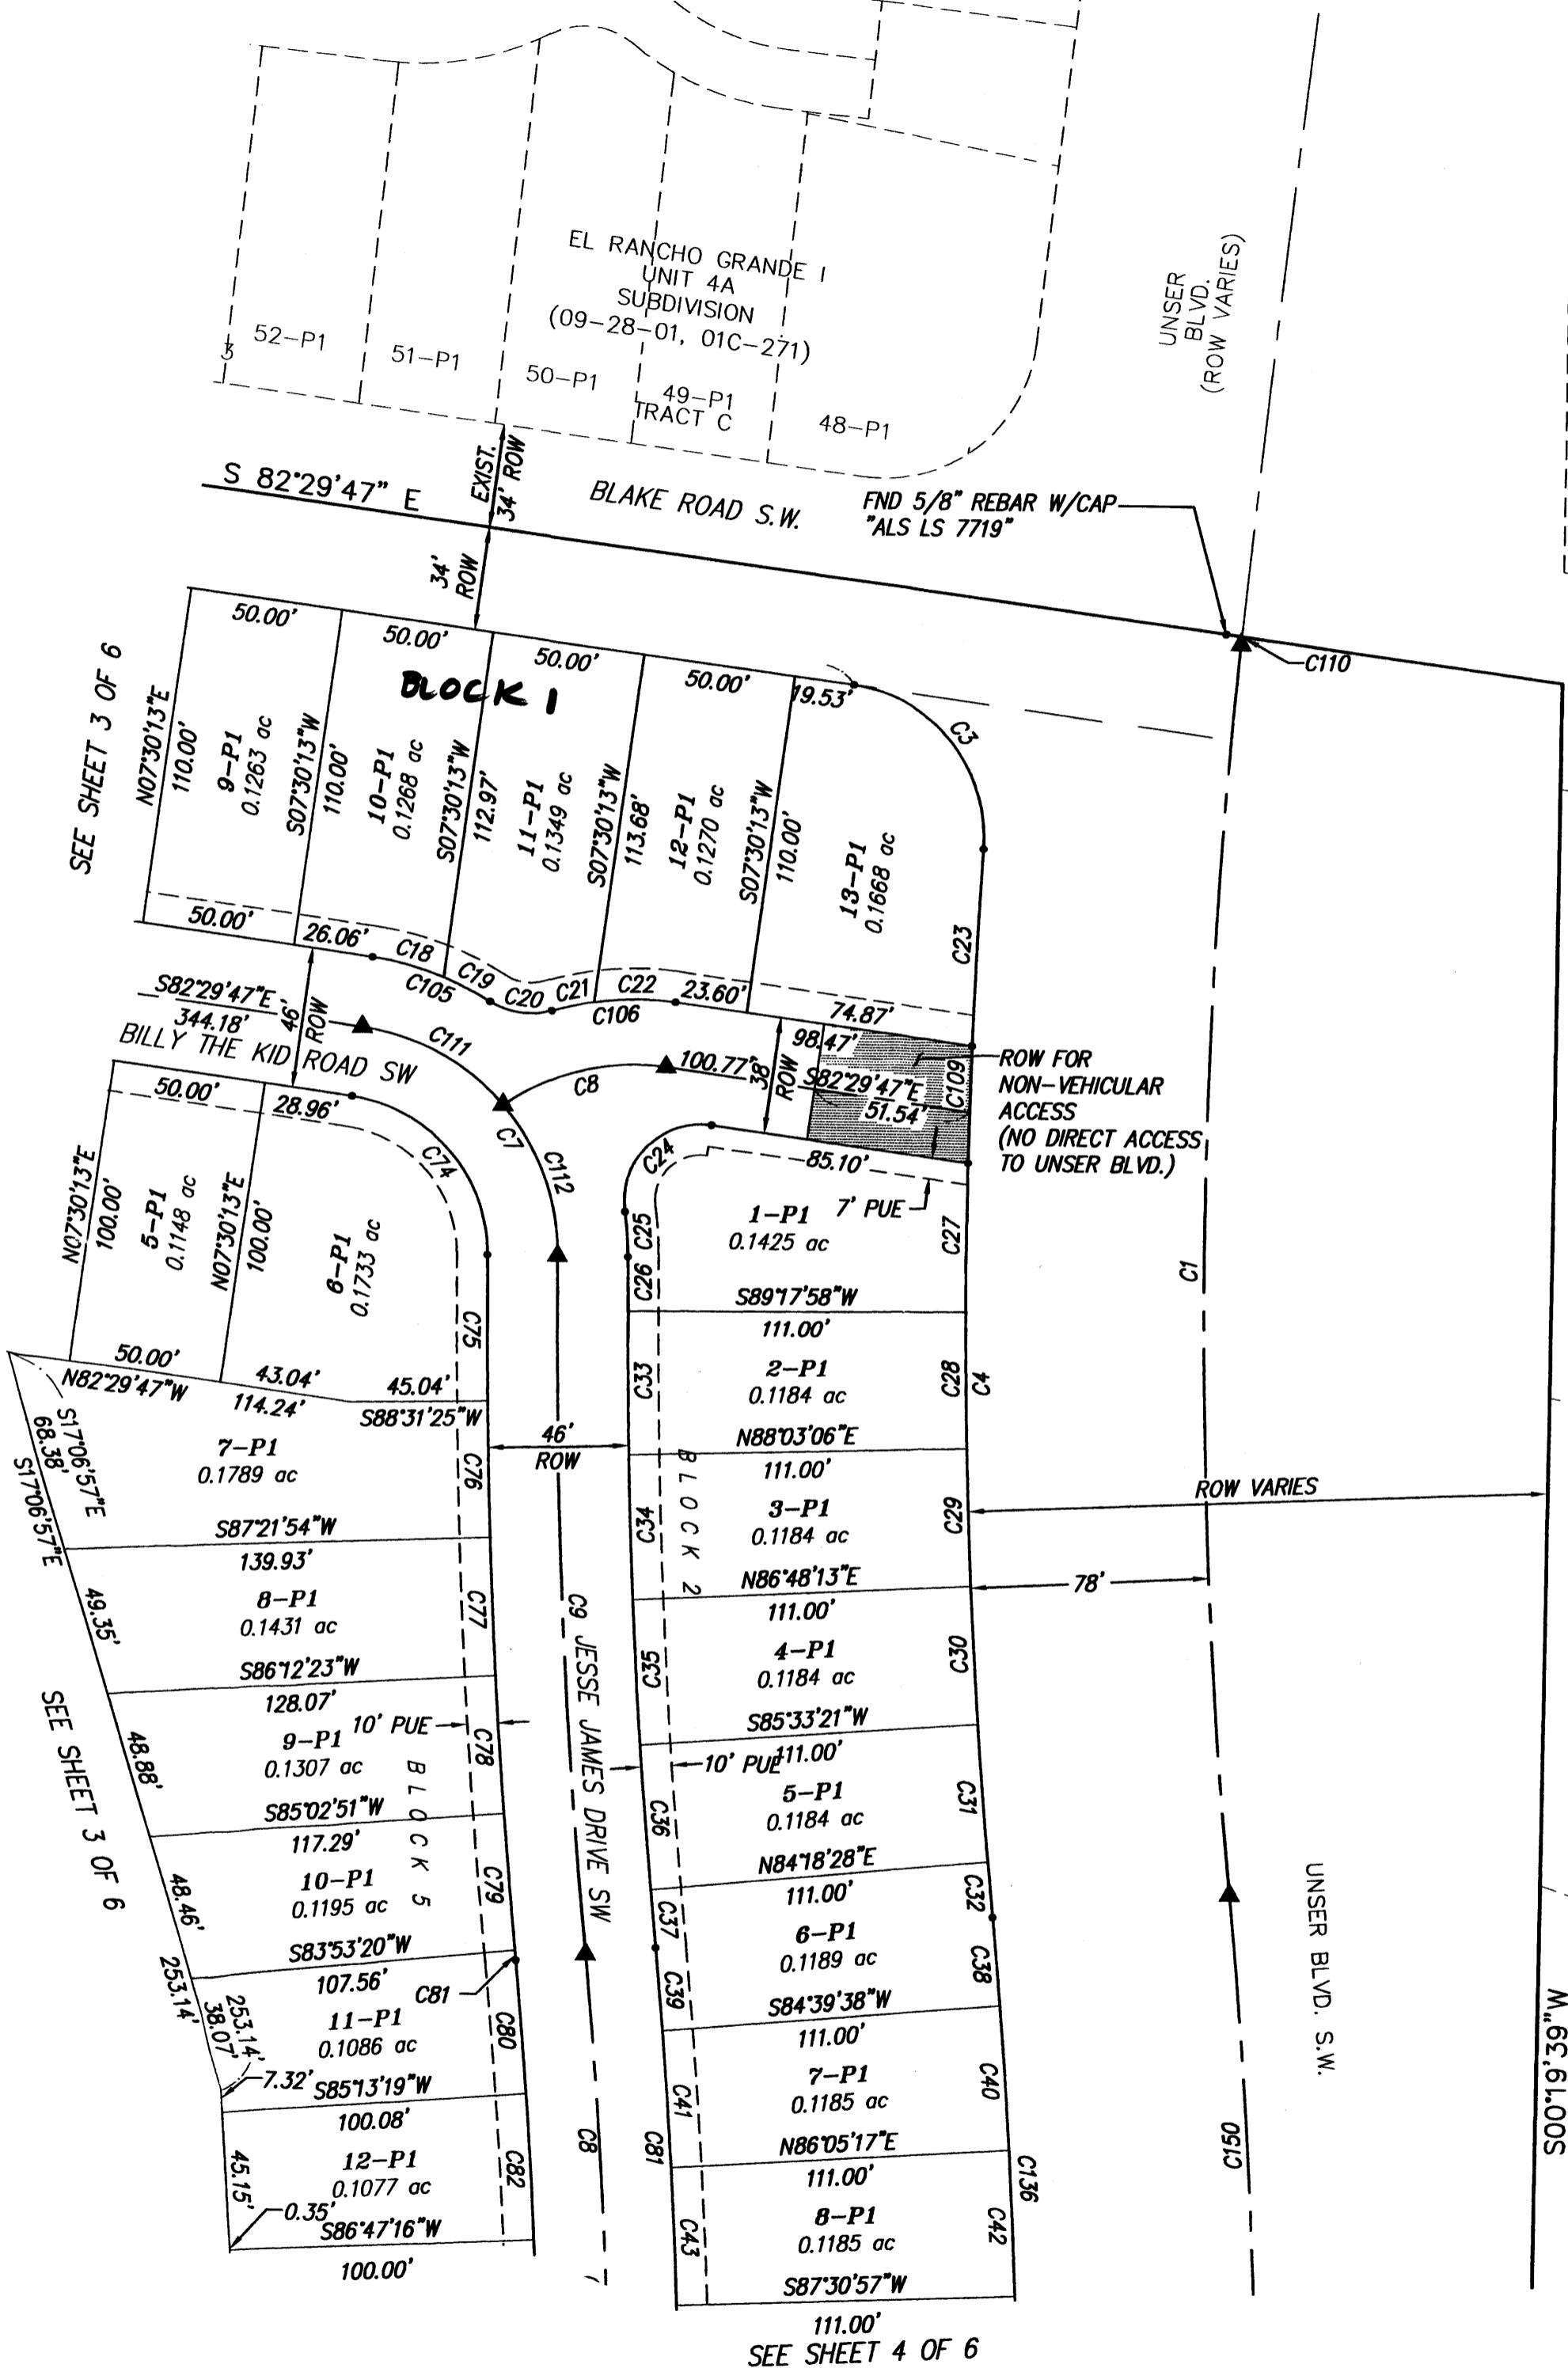 EL RANCHO GRANDE I
UNIT 4A
SUBDIVISION
(09-28-01, 01C-271)
3
52-P1
51-P1
50-P1
49-P1
TRACT C
48-P1
UNSER
BLVD.
(ROW VARIES)
S 82°29'47" E
EXIST.
34' ROW
BLAKE ROAD S.W.
FND 5/8" REBAR W/CAP
"ALS LS 7719"
34'
ROW
C110
SEE SHEET 3 OF 6
50.00'
50.00'
50.00'
50.00'
19.53'
BLOCK 1
C3
N07°30'13"E
110.00'
9-P1
0.1263 ac
S07°30'13"W
110.00'
10-P1
0.1268 ac
S07°30'13"W
112.97'
11-P1
0.1349 ac
S07°30'13"W
113.68'
12-P1
0.1270 ac
S07°30'13"W
110.00'
13-P1
0.1668 ac
C23
50.00'
26.06'
C18
C19
C20
C21
C22
23.60'
74.87'
C105
C106
S82°29'47"E
344.18'
46'
ROW
BILLY THE KID ROAD SW
C111
C8
100.77'
38'
ROW
98.47'
S82°29'47"E
51.54'
C109
ROW FOR
NON-VEHICULAR
ACCESS
(NO DIRECT ACCESS
TO UNSER BLVD.)
C7
C112
C24
85.10'
7' PUE
50.00'
28.96'
C74
N07°30'13"E
100.00'
5-P1
0.1148 ac
N07°30'13"E
100.00'
6-P1
0.1733 ac
C75
50.00'
43.04'
45.04'
N82°29'47"W
114.24'
S88°31'25"W
C25
C26
1-P1
0.1425 ac
C27
S89°17'58"W
111.00'
C1
C33
2-P1
0.1184 ac
C28
C4
N88°03'06"E
111.00'
46'
ROW
BLOCK 2
C34
3-P1
0.1184 ac
C29
ROW VARIES
N86°48'13"E
111.00'
78'
C35
4-P1
0.1184 ac
C30
S85°33'21"W
111.00'
10' PUE
C36
5-P1
0.1184 ac
C31
N84°18'28"E
111.00'
C32
C37
6-P1
0.1189 ac
C38
C39
S84°39'38"W
111.00'
7-P1
0.1185 ac
C40
C41
N86°05'17"E
111.00'
C81
C136
8-P1
0.1185 ac
C42
C43
S87°30'57"W
111.00'
SEE SHEET 4 OF 6
S17°06'57"E
68.38'
S17°06'57"E
7-P1
0.1789 ac
C76
S87°21'54"W
139.93'
49.35'
8-P1
0.1431 ac
C77
S86°12'23"W
128.07'
SEE SHEET 3 OF 6
48.88'
9-P1
0.1307 ac
10' PUE
C78
BLOCK 5
S85°02'51"W
117.29'
48.46'
10-P1
0.1195 ac
C79
S83°53'20"W
107.56'
C81
253.14'
253.14'
38.07'
11-P1
0.1086 ac
C80
7.32'
S85°13'19"W
100.08'
45.15'
12-P1
0.1077 ac
C82
0.35'
S86°47'16"W
100.00'
C9
JESSE JAMES DRIVE SW
C8
UNSER BLVD. S.W.
C150
S00°19'39"W